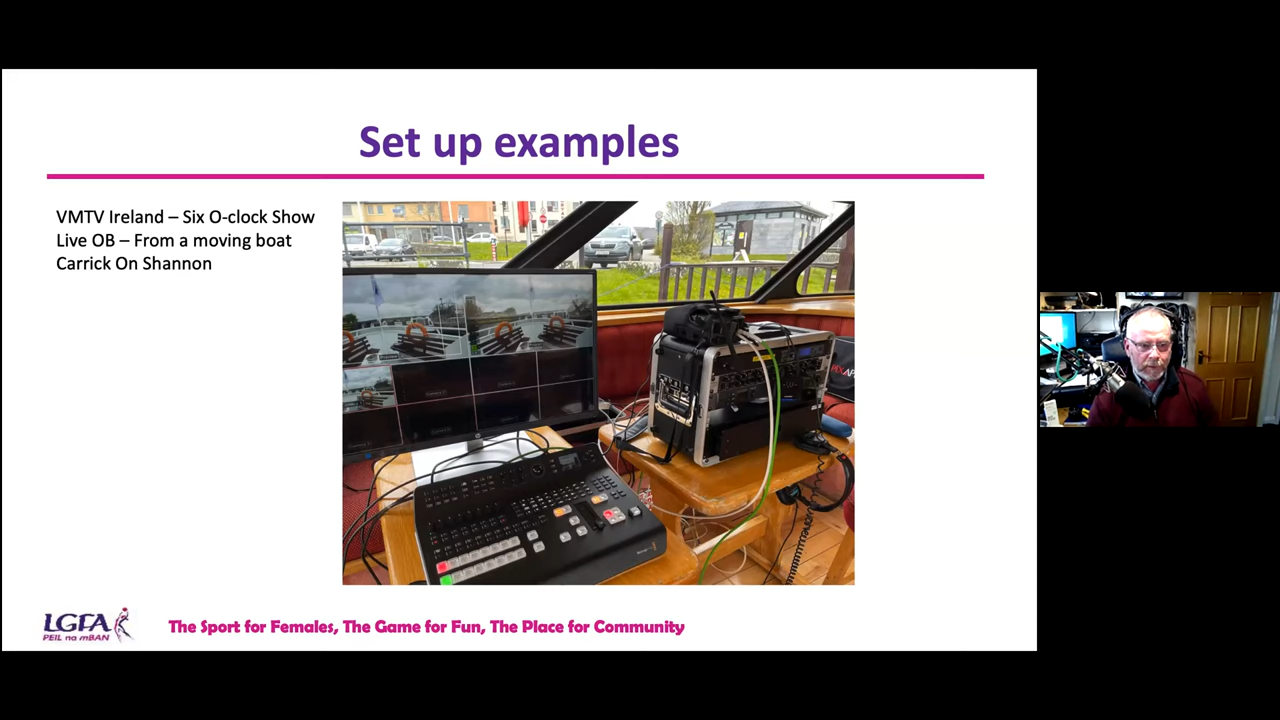 Set up examples
VMTV Ireland – Six O-clock Show
Live OB – From a moving boat
Carrick On Shannon
LGFA
PEIL na mBAN
The Sport for Females, The Game for Fun, The Place for Community